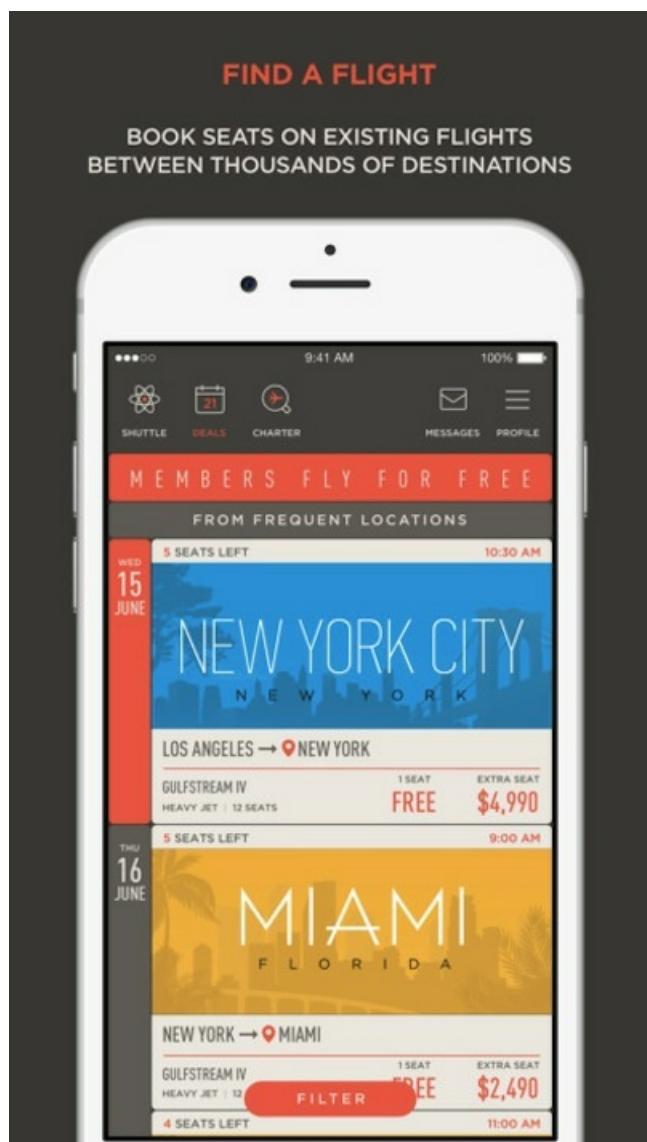 FIND A FLIGHT
BOOK SEATS ON EXISTING FLIGHTS
BETWEEN THOUSANDS OF DESTINATIONS
9:41 AM
100%
21
SHUTTLE DEALS CHARTER MESSAGES PROFILE
MEMBERS FLY FOR FREE
FROM FREQUENT LOCATIONS
WED
15
JUNE
5 SEATS LEFT 10:30 AM
NEW YORK CITY
NEW YORK
LOS ANGELES → NEW YORK
GULFSTREAM IV
HEAVY JET | 12 SEATS
1 SEAT
FREE
EXTRA SEAT
$4,990
THU
16
JUNE
5 SEATS LEFT 9:00 AM
MIAMI
FLORIDA
NEW YORK → MIAMI
GULFSTREAM IV
HEAVY JET | 12
1 SEAT
EE
EXTRA SEAT
$2,490
FILTER
4 SEATS LEFT 11:00 AM